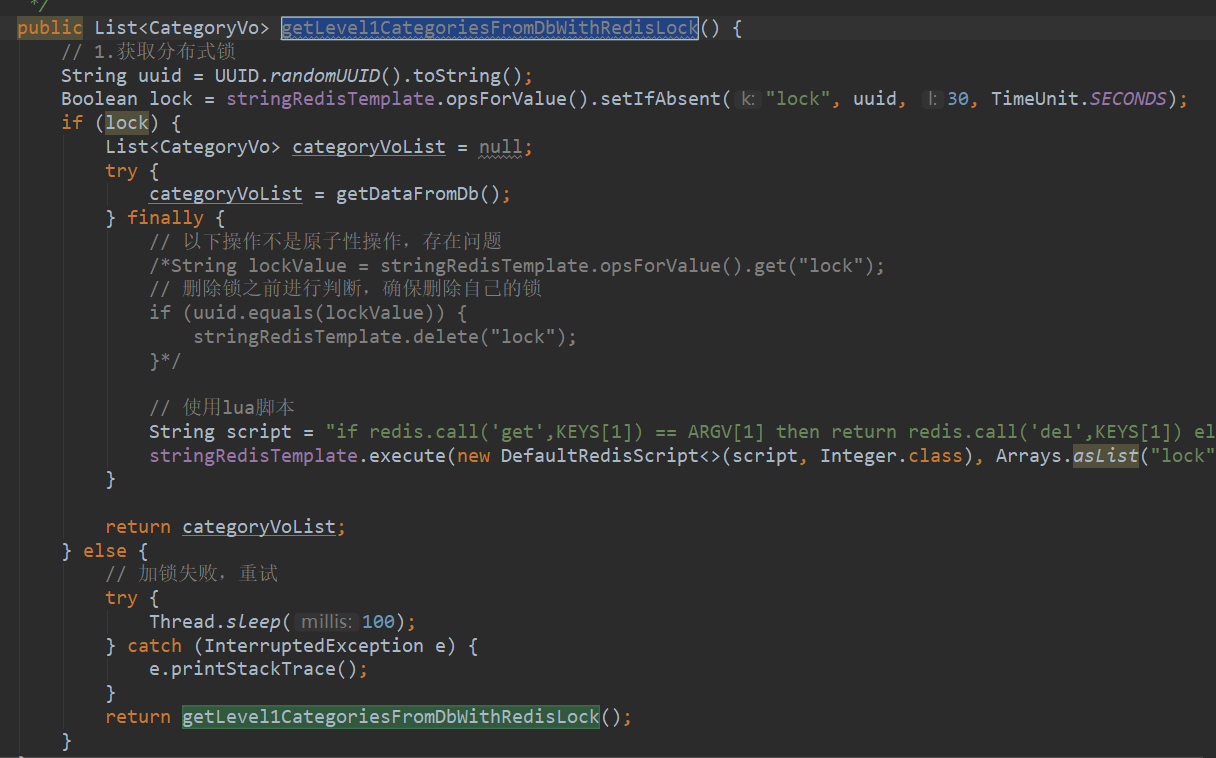 */
public List<CategoryVo> getLevel1CategoriesFromDbWithRedisLock() {
// 1.获取分布式锁
String uuid = UUID.randomUUID().toString();
Boolean lock = stringRedisTemplate.opsForValue().setIfAbsent( k: "lock", uuid, l: 30, TimeUnit.SECONDS);
if (lock) {
List<CategoryVo> categoryVoList = null;
try {
categoryVoList = getDataFromDb();
} finally {
// 以下操作不是原子性操作，存在问题
/*String lockValue = stringRedisTemplate.opsForValue().get("lock");
// 删除锁之前进行判断，确保删除自己的锁
if (uuid.equals(lockValue)) {
stringRedisTemplate.delete("lock");
}*/
// 使用lua脚本
String script = "if redis.call('get',KEYS[1]) == ARGV[1] then return redis.call('del',KEYS[1]) el
stringRedisTemplate.execute(new DefaultRedisScript<>(script, Integer.class), Arrays.asList("lock"
}
return categoryVoList;
} else {
// 加锁失败，重试
try {
Thread.sleep( millis: 100);
} catch (InterruptedException e) {
e.printStackTrace();
}
return getLevel1CategoriesFromDbWithRedisLock();
}